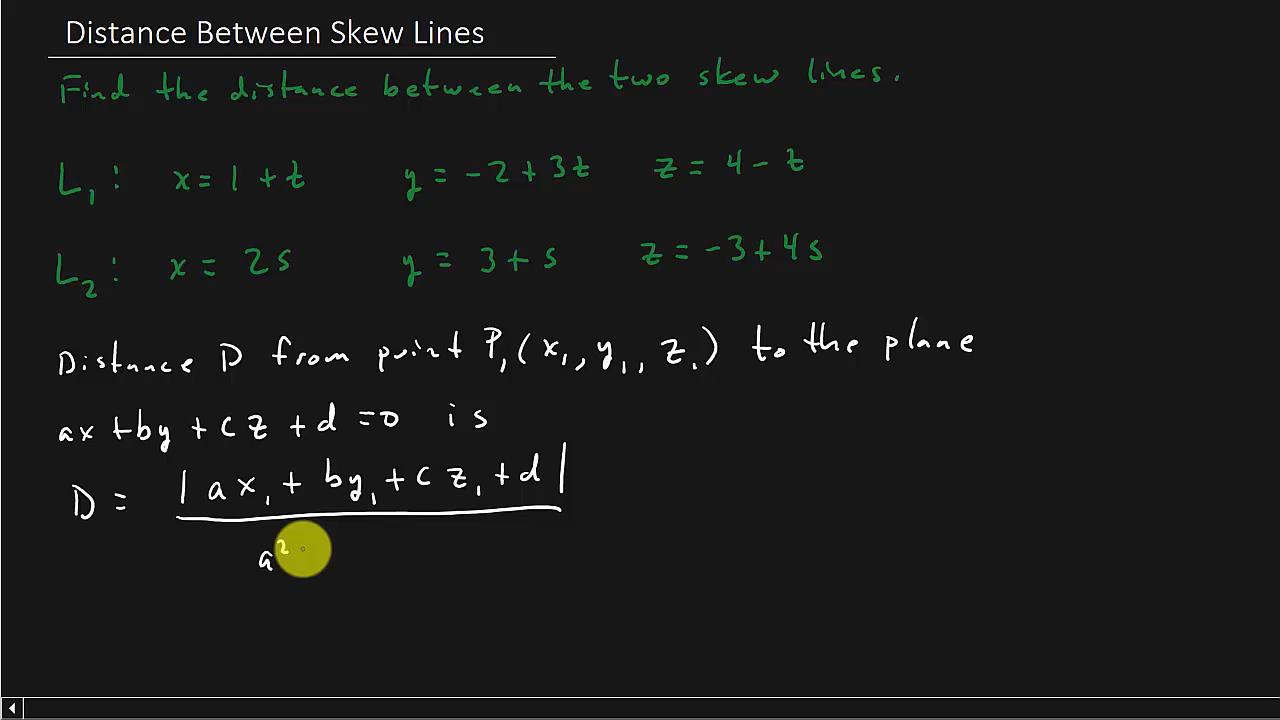 Distance Between Skew Lines
Find the distance between the two skew lines.
L₁: x = 1 + t y = -2 + 3t z = 4 - t
L₂: x = 2s y = 3 + s z = -3 + 4s
Distance D from point P₁(x₁, y₁, z₁) to the plane
ax + by + cz + d = 0 is
D = | ax₁ + by₁ + cz₁ + d |
a²